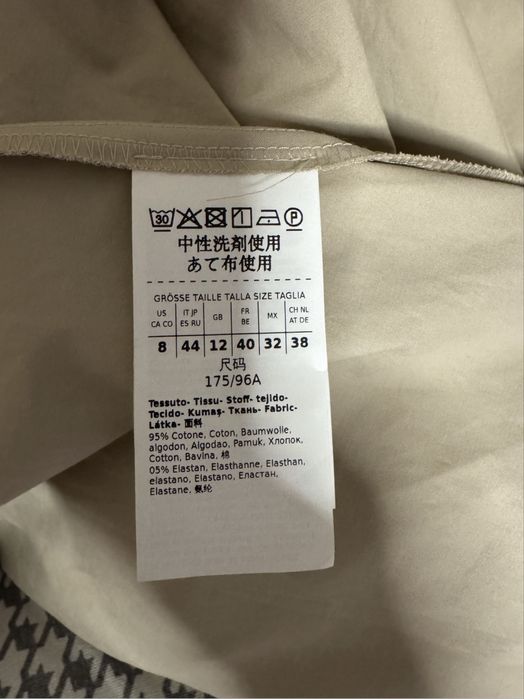 30 P
中性洗剤使用
あて布使用
GRÖSSE TAILLE TALLA SIZE TAGLIA
US CA CO IT JP ES RU GB FR BE MX CH NL AT DE
8 44 12 40 32 38
尺码
175/96A
Tessuto- Tissu- Stoff- tejido-
Tecido- Kumaş- Ткань- Fabric-
Látka- 面料
95% Cotone, Coton, Baumwolle,
algodon, Algodao, Pamuk, Хлопок,
Cotton, Bavlna, 棉
05% Elastan, Elasthanne, Elasthan,
elastano, Elastano, Еластан,
Elastane, 氨纶